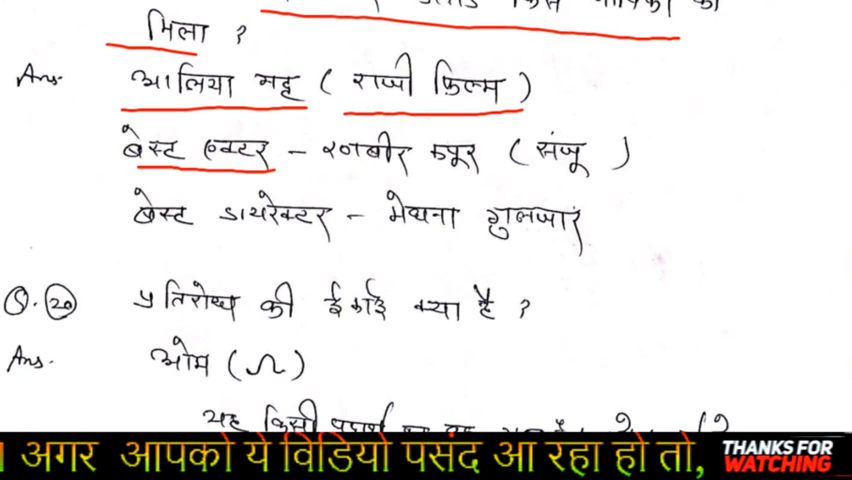 मिला ?
Ans. आलिया भट्ट ( राजी फ़िल्म )
बेस्ट एक्टर - रणबीर कपूर ( संजू )
बेस्ट डायरेक्टर - मेघना गुलजार
Q. 20 प्रतिरोध की ईकाई क्या है ?
Ans. ओम (Ω)
यह किसी पदार्थ
अगर आपको ये विडियो पसंद आ रहा हो तो,
THANKS FOR
WATCHING